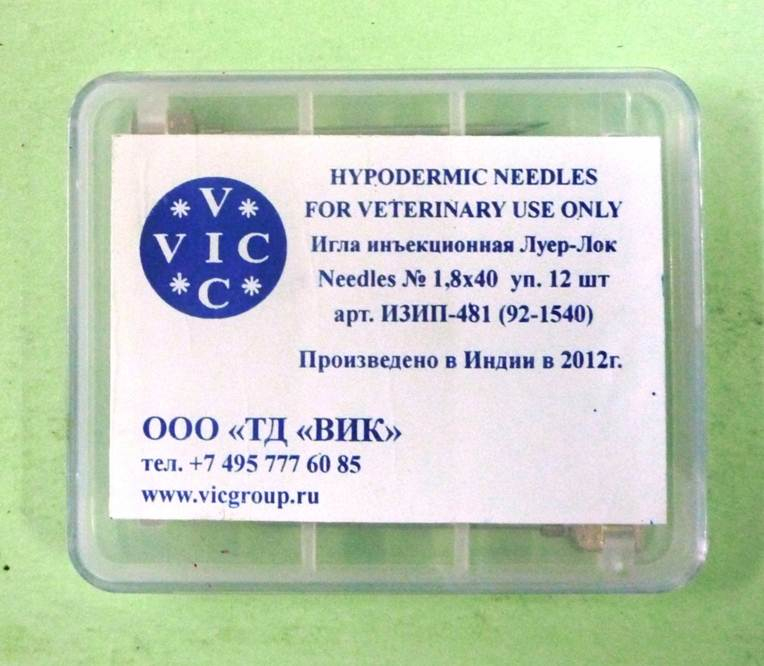 V
VIC
C
HYPODERMIC NEEDLES
FOR VETERINARY USE ONLY
Игла инъекционная Луер-Лок
Needles № 1,8x40 уп. 12 шт
арт. ИЗИП-481 (92-1540)
Произведено в Индии в 2012г.
ООО «ТД «ВИК»
тел. +7 495 777 60 85
www.vicgroup.ru